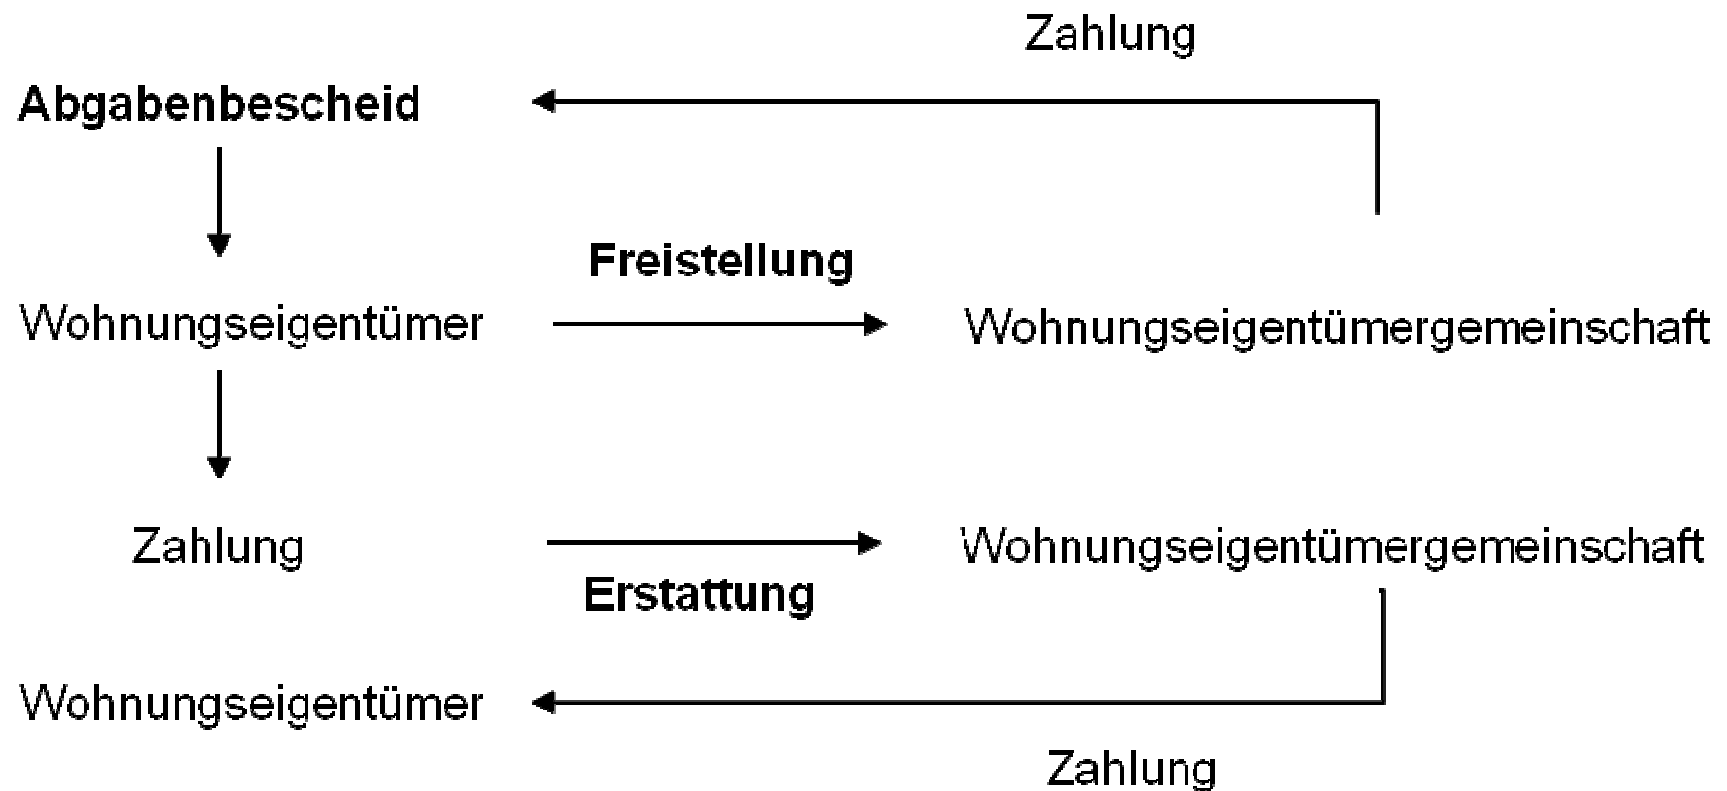 Zahlung
Abgabenbescheid
Freistellung
Wohnungseigentümer
Wohnungseigentümergemeinschaft
Zahlung
Wohnungseigentümergemeinschaft
Erstattung
Wohnungseigentümer
Zahlung